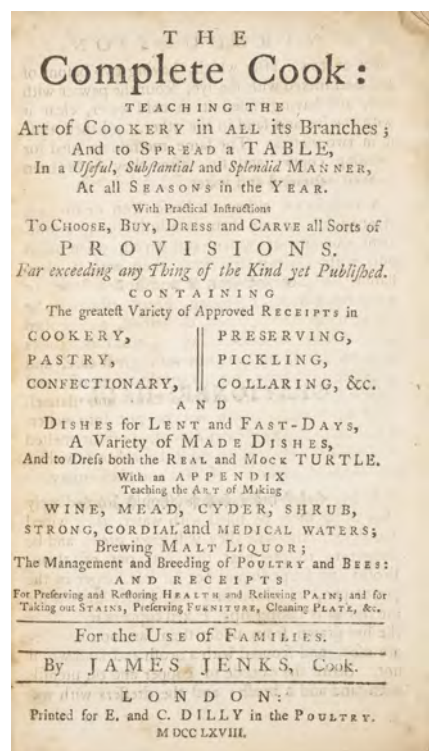 THE
Complete Cook:
TEACHING THE
Art of COOKERY in ALL its Branches;
And to SPREAD a TABLE,
In a Uſeful, Subſtantial and Splendid MANNER,
At all SEASONS in the YEAR.
With Practical Inſtructions
To CHOOSE, BUY, DRESS and CARVE all Sorts of
PROVISIONS.
Far exceeding any Thing of the Kind yet Publiſhed.
CONTAINING
The greateſt Variety of Approved RECEIPTS in
COOKERY, PRESERVING,
PASTRY, PICKLING,
CONFECTIONARY, COLLARING, &c.
AND
DISHES for LENT and FAST-DAYS,
A Variety of MADE DISHES,
And to Dreſs both the REAL and MOCK TURTLE.
With an APPENDIX
Teaching the ART of Making
WINE, MEAD, CYDER, SHRUB,
STRONG, CORDIAL and MEDICAL WATERS;
Brewing MALT LIQUOR;
The Management and Breeding of POULTRY and BEES:
AND RECEIPTS
For Preſerving and Reſtoring HEALTH and Relieving PAIN; and for
Taking out STAINS, Preſerving FURNITURE, Cleaning PLATE, &c.
For the USE of FAMILIES.
By JAMES JENKS, Cook.
LONDON:
Printed for E. and C. DILLY in the POULTRY.
MDCCLXVIII.